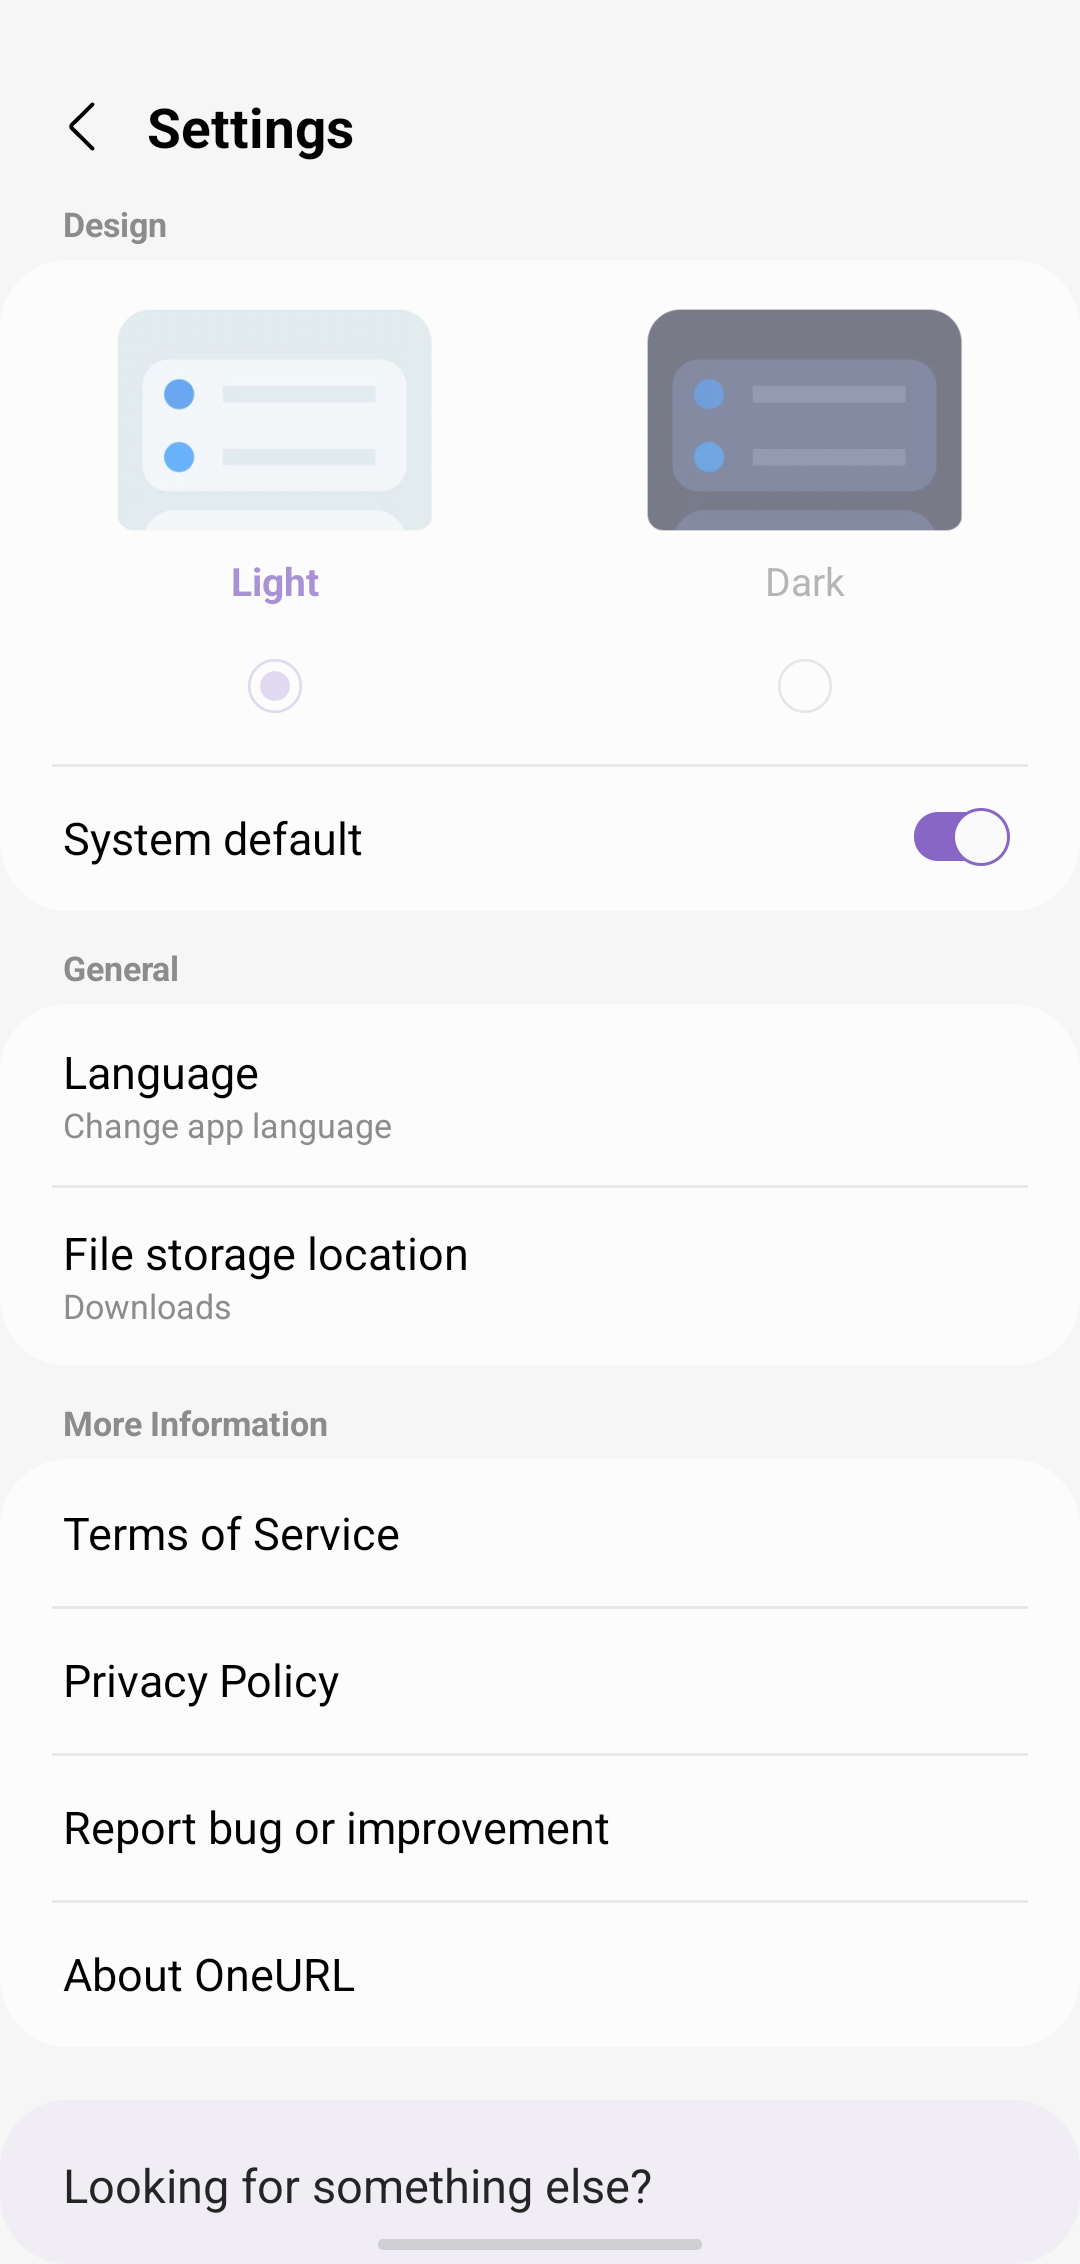 Settings
Design
Light
Dark
System default
General
Language
Change app language
File storage location
Downloads
More Information
Terms of Service
Privacy Policy
Report bug or improvement
About OneURL
Looking for something else?